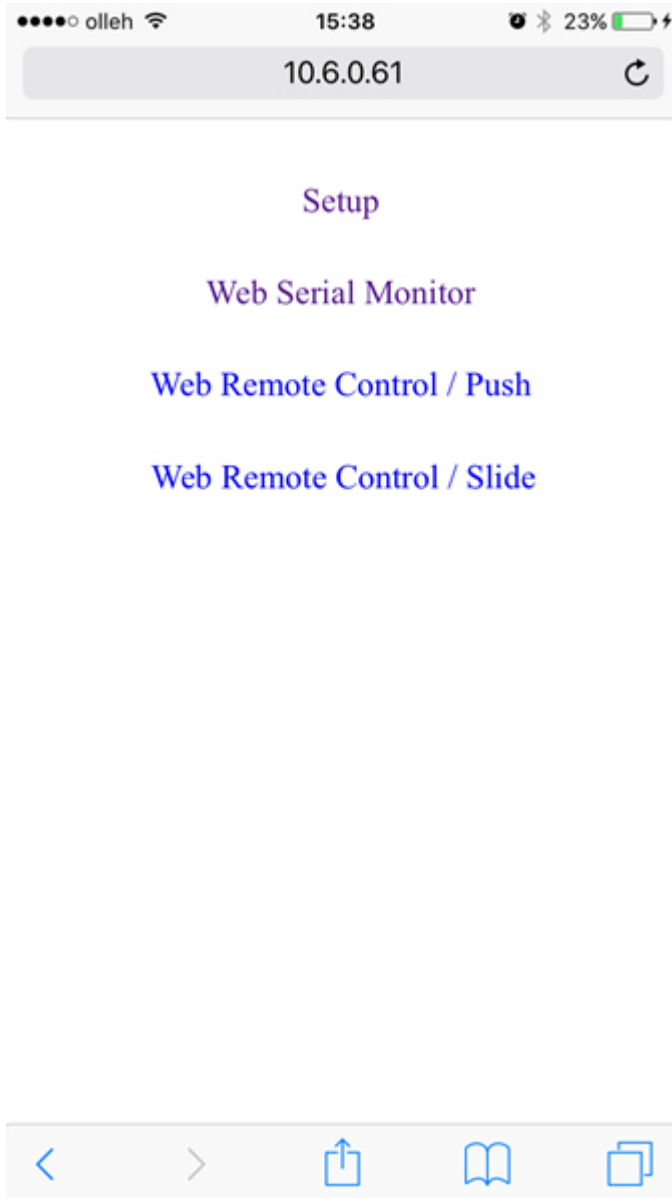 olleh 15:38 23%
10.6.0.61
Setup
Web Serial Monitor
Web Remote Control / Push
Web Remote Control / Slide